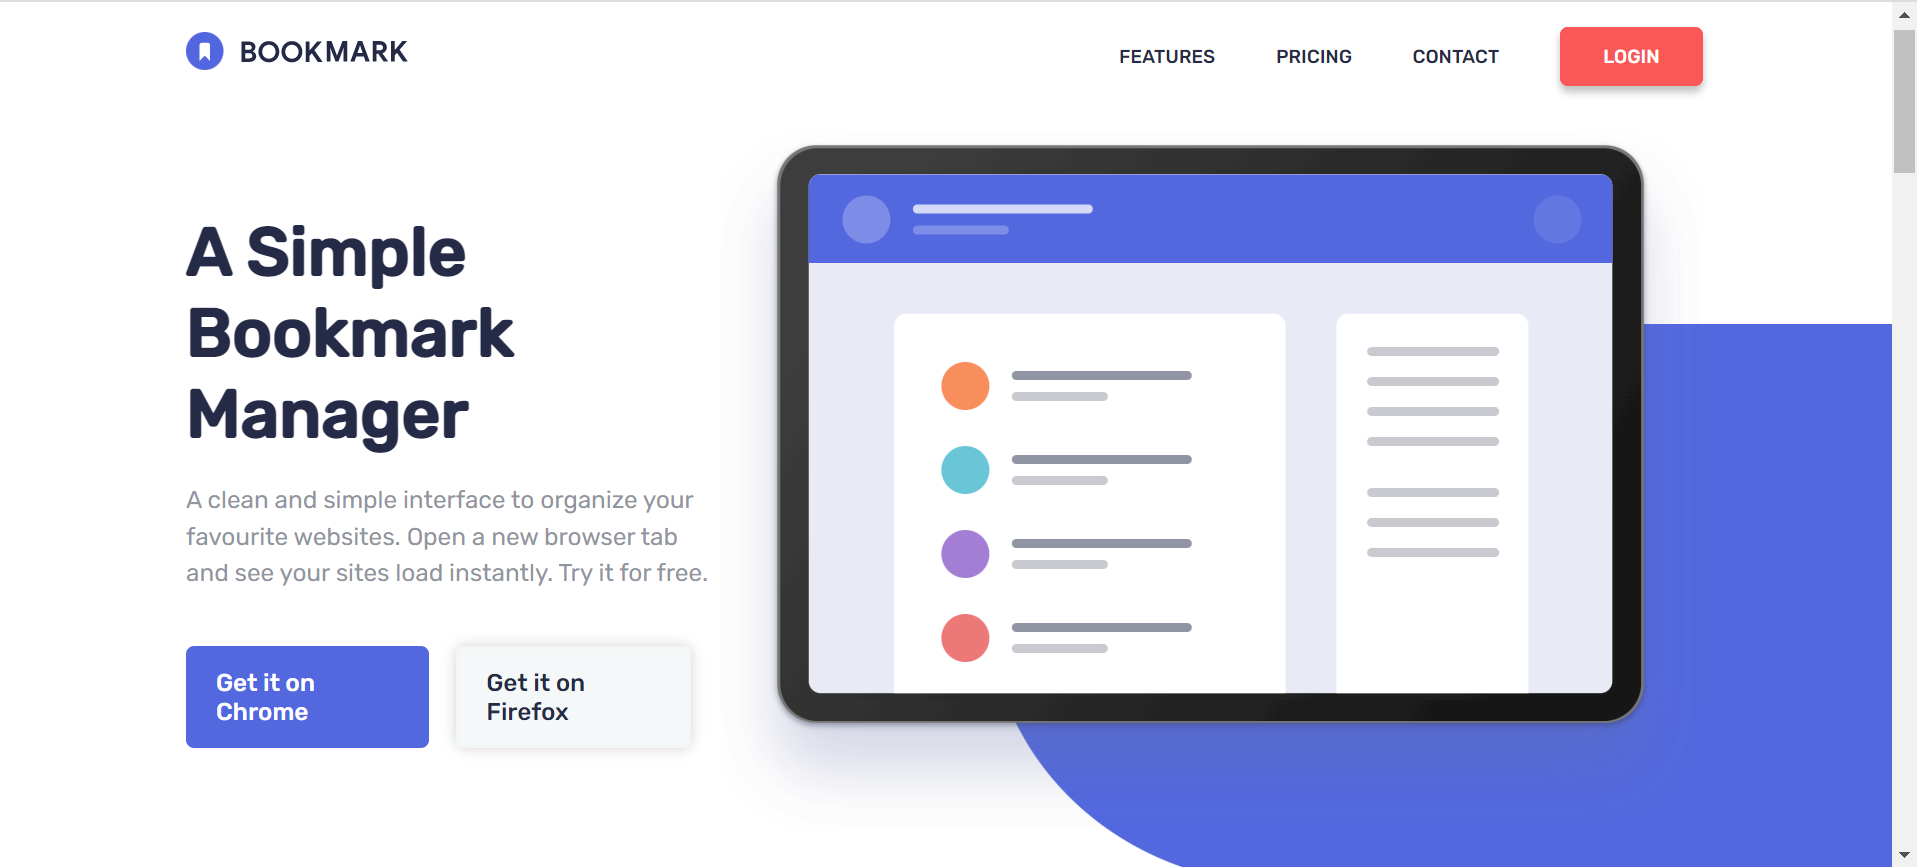 BOOKMARK
FEATURES PRICING CONTACT LOGIN
A Simple
Bookmark
Manager
A clean and simple interface to organize your
favourite websites. Open a new browser tab
and see your sites load instantly. Try it for free.
Get it on
Chrome
Get it on
Firefox